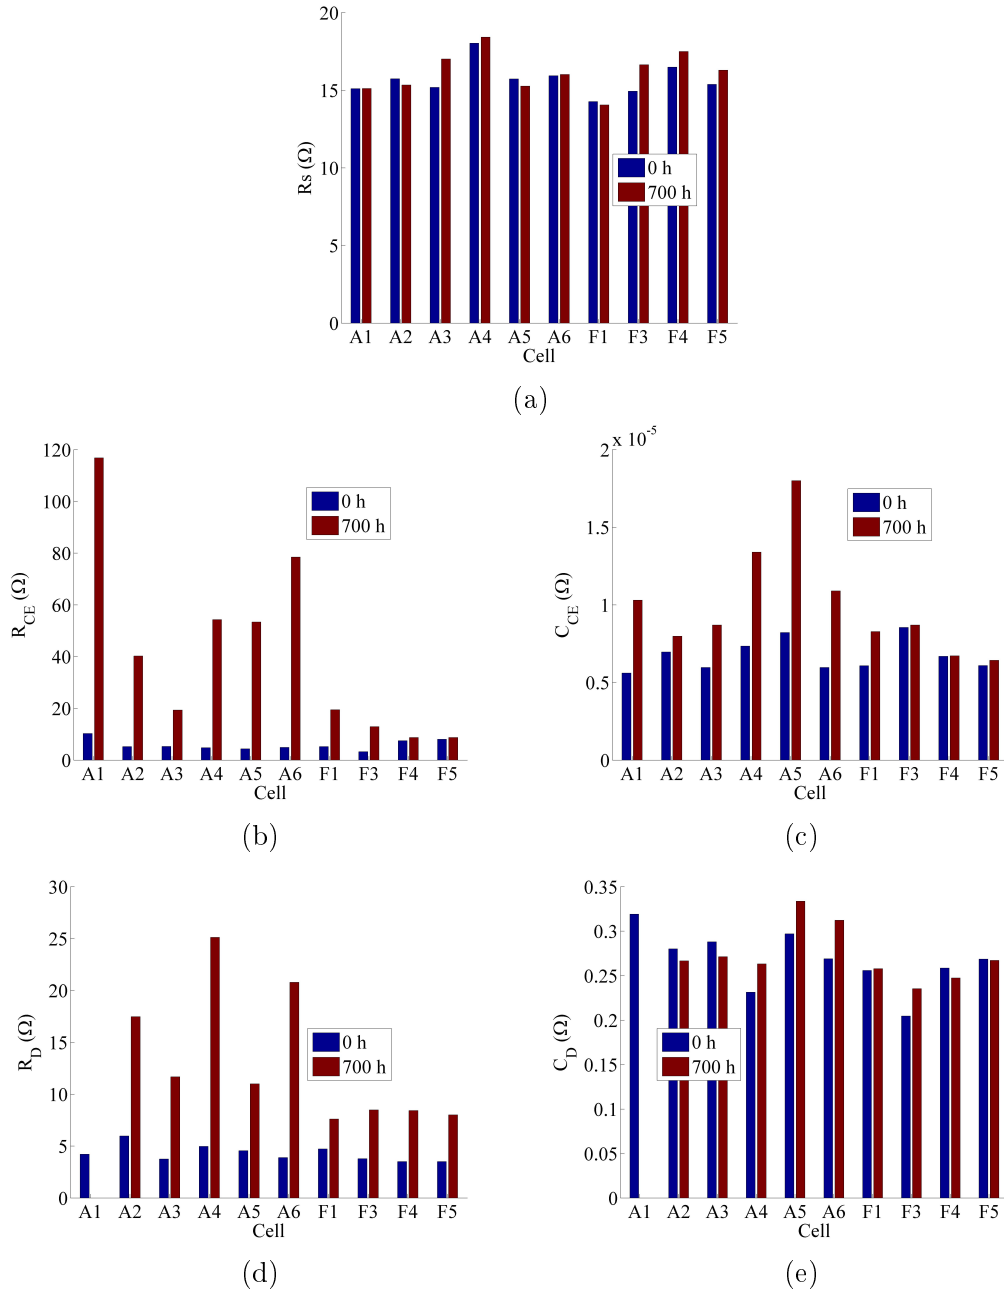 20
15
10
5
0
Rs (Ω)
0 h
700 h
A1 A2 A3 A4 A5 A6 F1 F3 F4 F5
Cell
(a)
120
100
80
60
40
20
0
R_CE (Ω)
0 h
700 h
A1 A2 A3 A4 A5 A6 F1 F3 F4 F5
Cell
(b)
x 10^-5
2
1.5
1
0.5
0
C_CE (Ω)
0 h
700 h
A1 A2 A3 A4 A5 A6 F1 F3 F4 F5
Cell
(c)
30
25
20
15
10
5
0
R_D (Ω)
0 h
700 h
A1 A2 A3 A4 A5 A6 F1 F3 F4 F5
Cell
(d)
0.35
0.3
0.25
0.2
0.15
0.1
0.05
0
C_D (Ω)
0 h
700 h
A1 A2 A3 A4 A5 A6 F1 F3 F4 F5
Cell
(e)